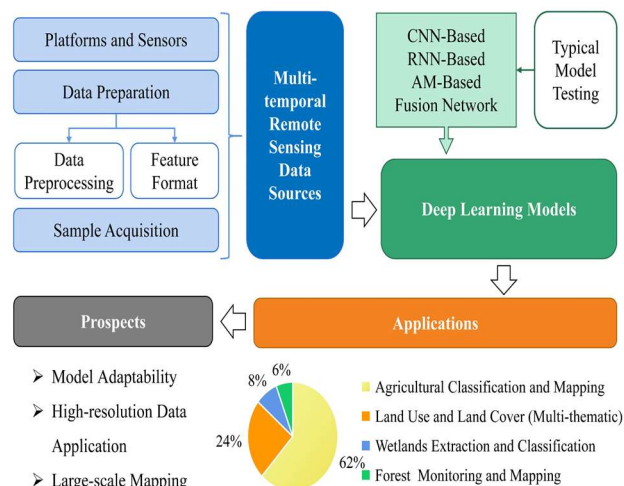 Platforms and Sensors
Data Preparation
Data
Preprocessing
Feature
Format
Sample Acquisition
Multi-
temporal
Remote
Sensing
Data
Sources
CNN-Based
RNN-Based
AM-Based
Fusion Network
Typical
Model
Testing
Deep Learning Models
Prospects
Applications
➤ Model Adaptability
➤ High-resolution Data
Application
➤ Large-scale Mapping
6%
8%
24%
62%
Agricultural Classification and Mapping
Land Use and Land Cover (Multi-thematic)
Wetlands Extraction and Classification
Forest Monitoring and Mapping